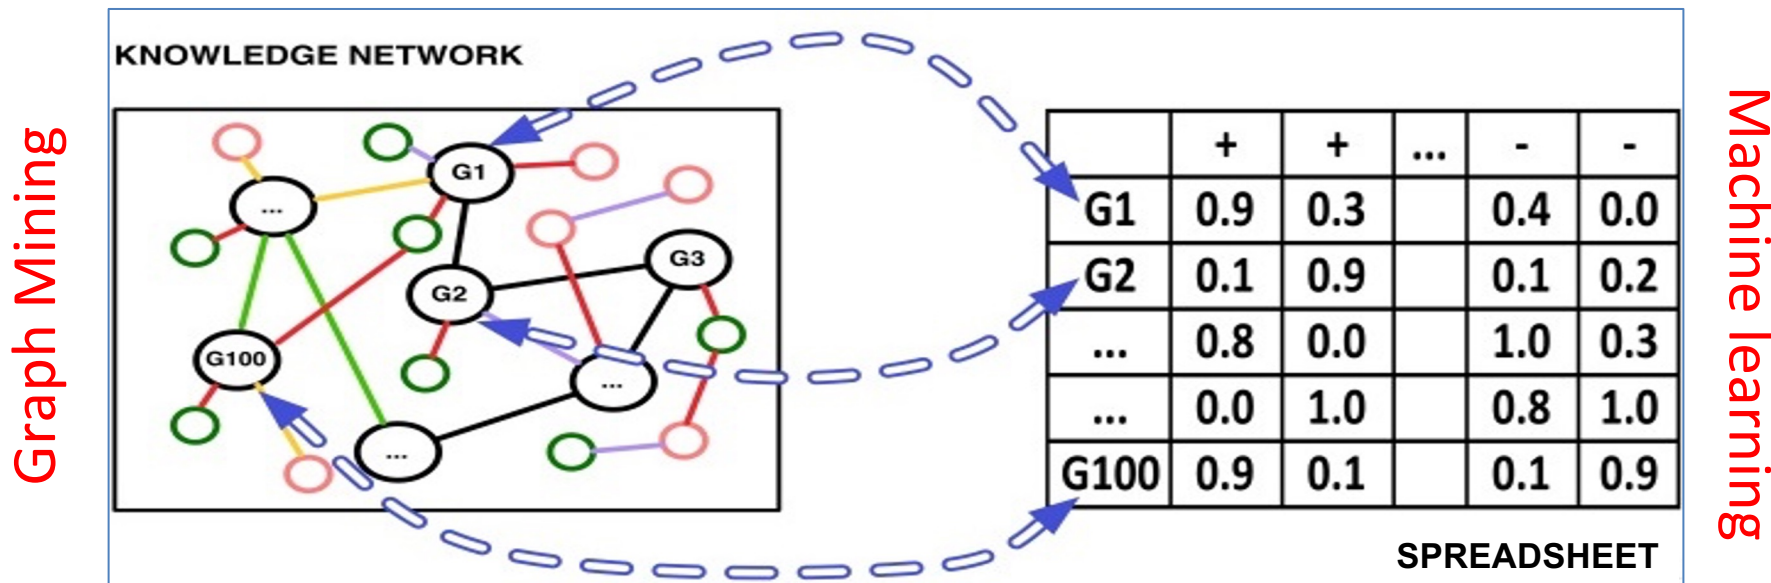 Graph Mining
KNOWLEDGE NETWORK
G1
...
G3
G2
G100
...
...
+ + ... - -
G1 0.9 0.3 0.4 0.0
G2 0.1 0.9 0.1 0.2
... 0.8 0.0 1.0 0.3
... 0.0 1.0 0.8 1.0
G100 0.9 0.1 0.1 0.9
SPREADSHEET
Machine learning